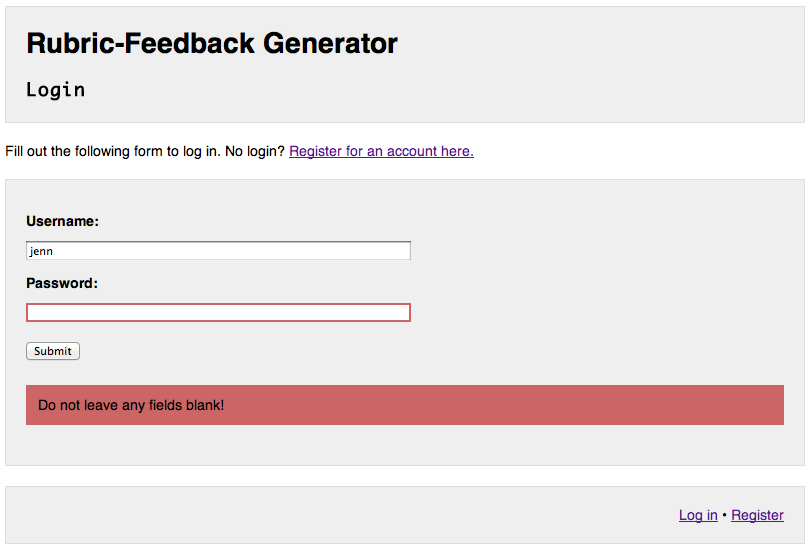 Rubric-Feedback Generator
Login
Fill out the following form to log in. No login? Register for an account here.
Username:
jenn
Password:
Submit
Do not leave any fields blank!
Log in • Register